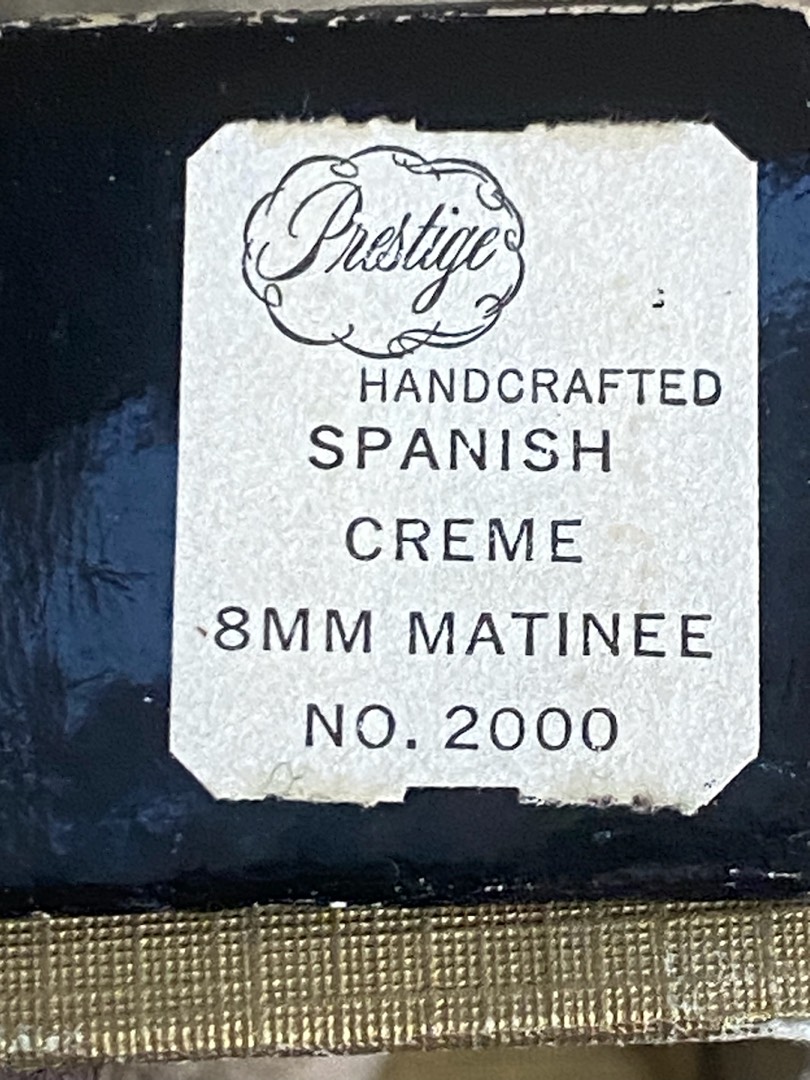 Prestige
HANDCRAFTED
SPANISH
CREME
8MM MATINEE
NO. 2000